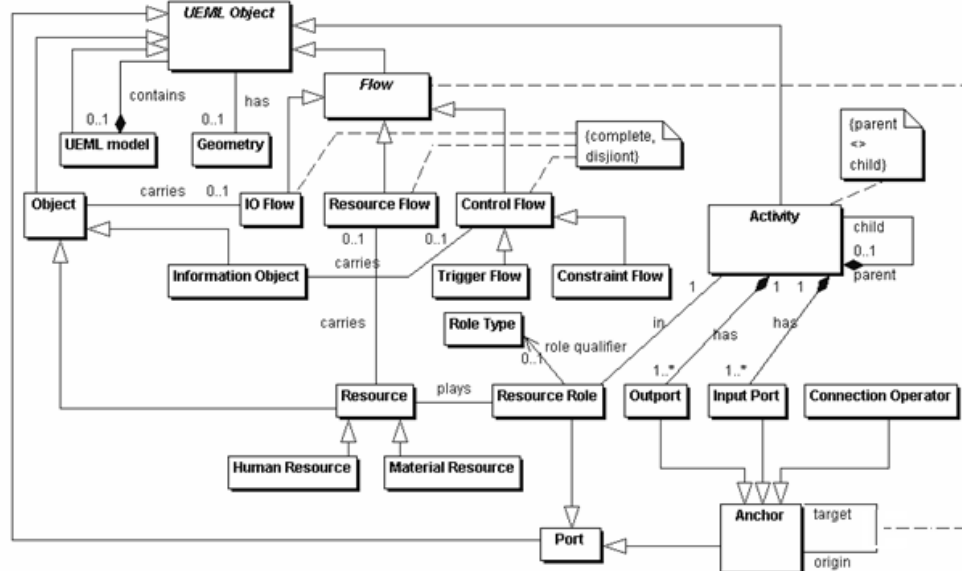 UEML Object
contains
has
0..1
0..1
UEML model
Geometry
Flow
{complete,
disjiont}
{parent
<>
child}
carries
0..1
Object
IO Flow
Resource Flow
Control Flow
Activity
child
0..1
parent
0..1
0..1
carries
Information Object
Trigger Flow
Constraint Flow
1
1
1
carries
Role Type
role qualifier
0..1
in
has
has
1..*
1..*
Resource
plays
Resource Role
Outport
Input Port
Connection Operator
Human Resource
Material Resource
Port
Anchor
target
origin